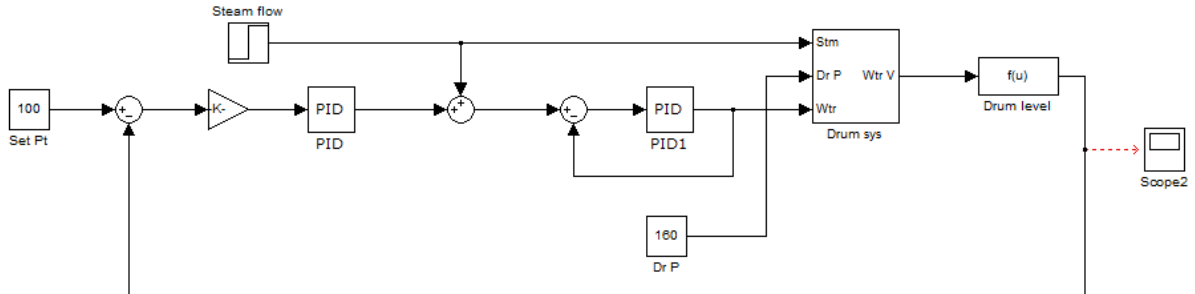 Steam flow
Stm
Dr P
Wtr V
Wtr
Drum sys
f(u)
Drum level
100
Set Pt
K-
PID
PID
PID
PID1
160
Dr P
Scope2